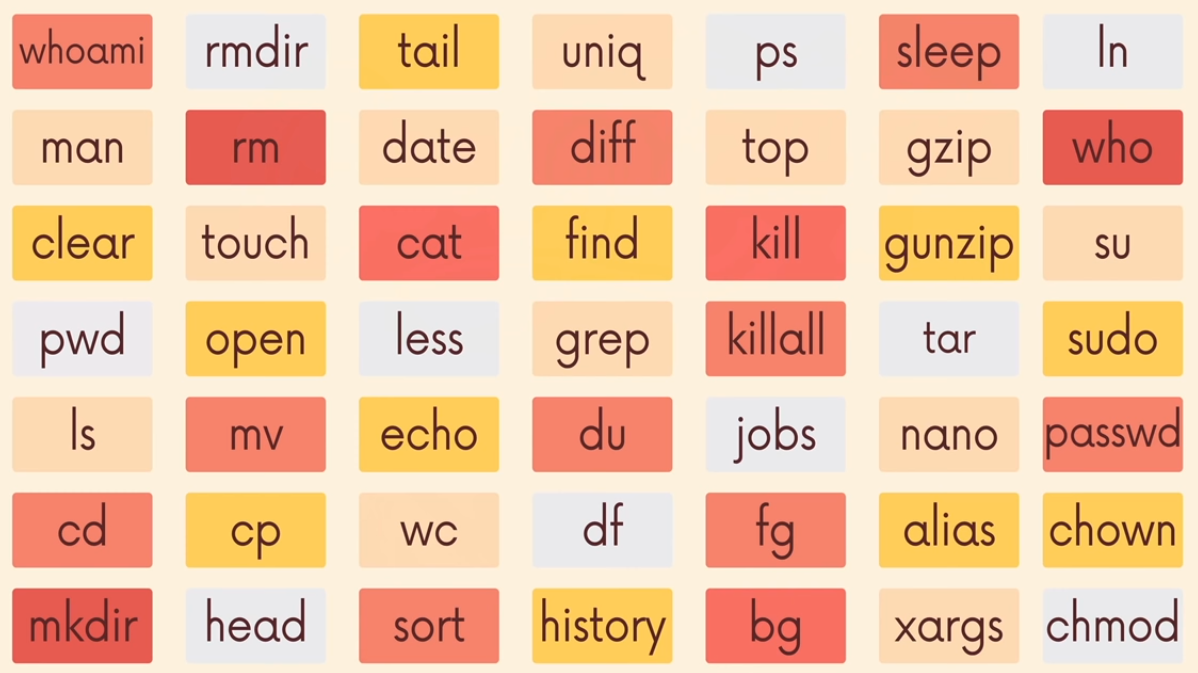 whoami rmdir tail uniq ps sleep ln
man rm date diff top gzip who
clear touch cat find kill gunzip su
pwd open less grep killall tar sudo
ls mv echo du jobs nano passwd
cd cp wc df fg alias chown
mkdir head sort history bg xargs chmod